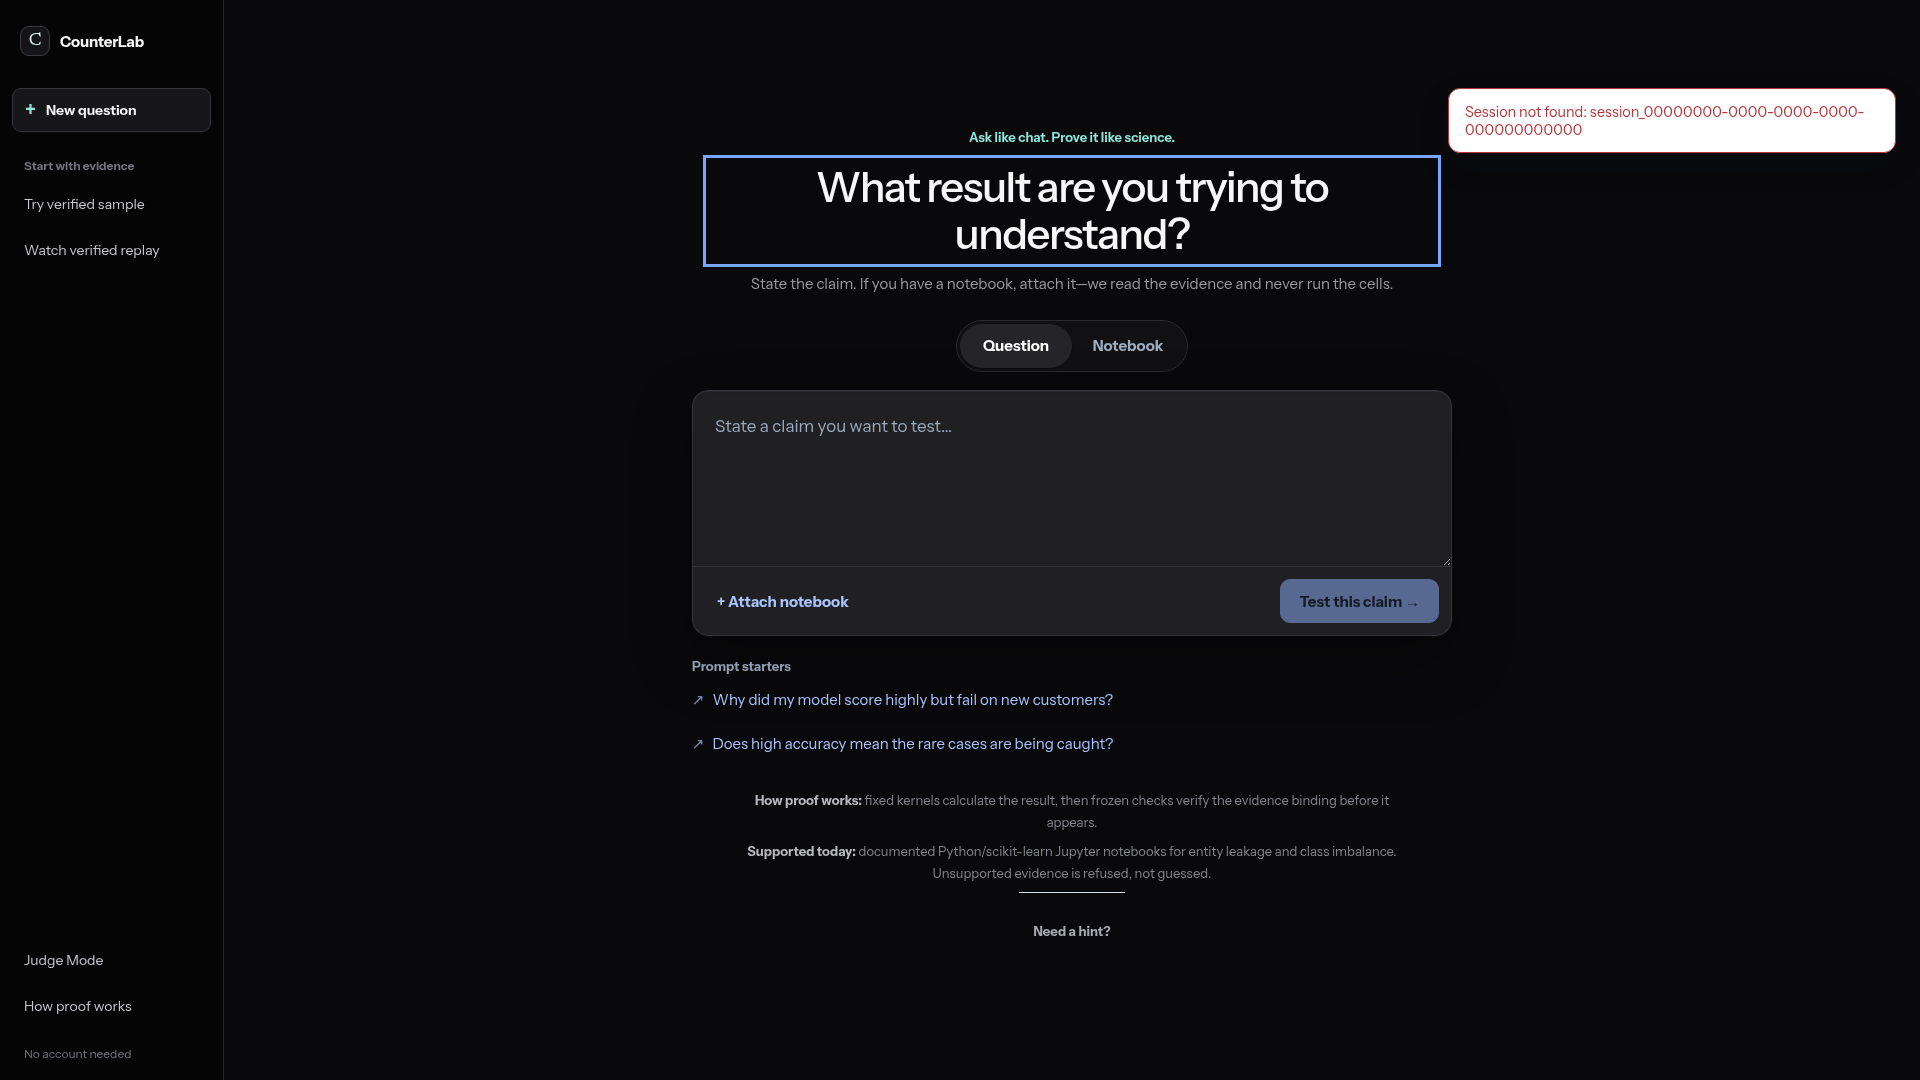 C
CounterLab
+ New question
Start with evidence
Try verified sample
Watch verified replay
Judge Mode
How proof works
No account needed
Ask like chat. Prove it like science.
What result are you trying to
understand?
State the claim. If you have a notebook, attach it—we read the evidence and never run the cells.
Question
Notebook
State a claim you want to test...
+ Attach notebook
Test this claim →
Prompt starters
↗ Why did my model score highly but fail on new customers?
↗ Does high accuracy mean the rare cases are being caught?
How proof works: fixed kernels calculate the result, then frozen checks verify the evidence binding before it
appears.
Supported today: documented Python/scikit-learn Jupyter notebooks for entity leakage and class imbalance.
Unsupported evidence is refused, not guessed.
Need a hint?
Session not found: session_00000000-0000-0000-0000-
000000000000